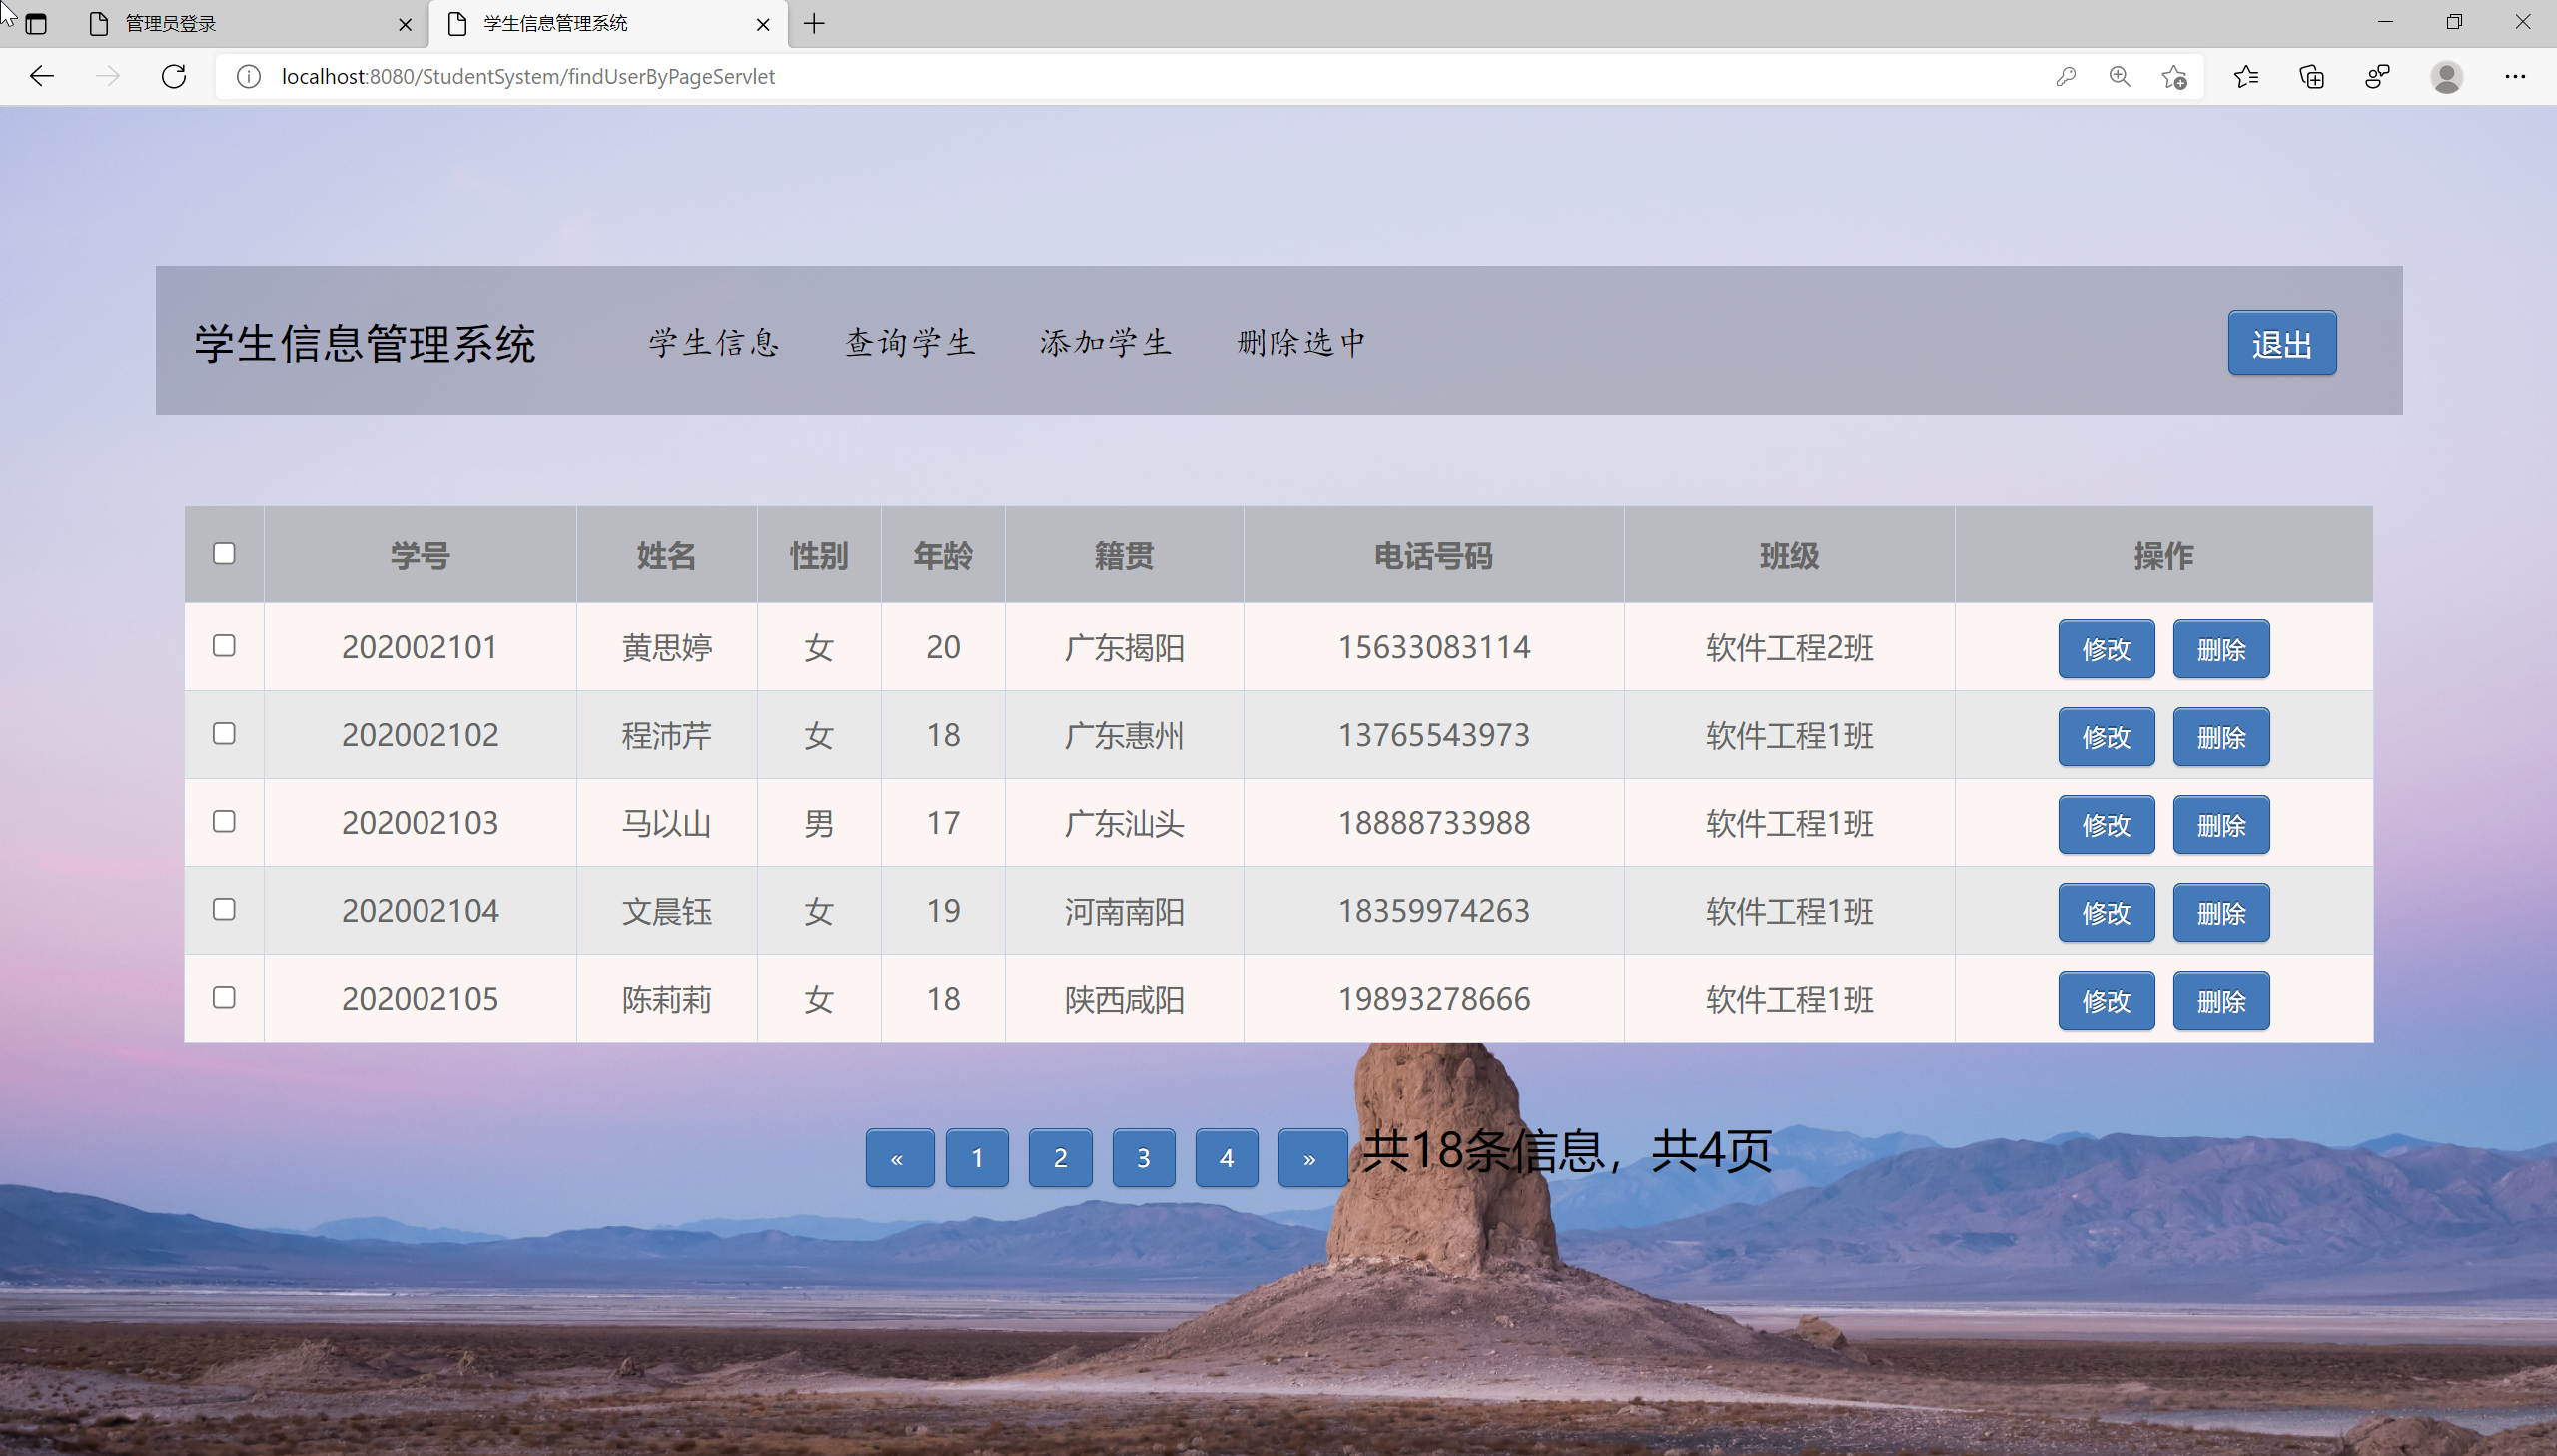 管理员登录 学生信息管理系统
localhost:8080/StudentSystem/findUserByPageServlet
学生信息管理系统 学生信息 查询学生 添加学生 删除选中 退出
学号 姓名 性别 年龄 籍贯 电话号码 班级 操作
202002101 黄思婷 女 20 广东揭阳 15633083114 软件工程2班 修改 删除
202002102 程沛芹 女 18 广东惠州 13765543973 软件工程1班 修改 删除
202002103 马以山 男 17 广东汕头 18888733988 软件工程1班 修改 删除
202002104 文晨钰 女 19 河南南阳 18359974263 软件工程1班 修改 删除
202002105 陈莉莉 女 18 陕西咸阳 19893278666 软件工程1班 修改 删除
« 1 2 3 4 » 共18条信息，共4页